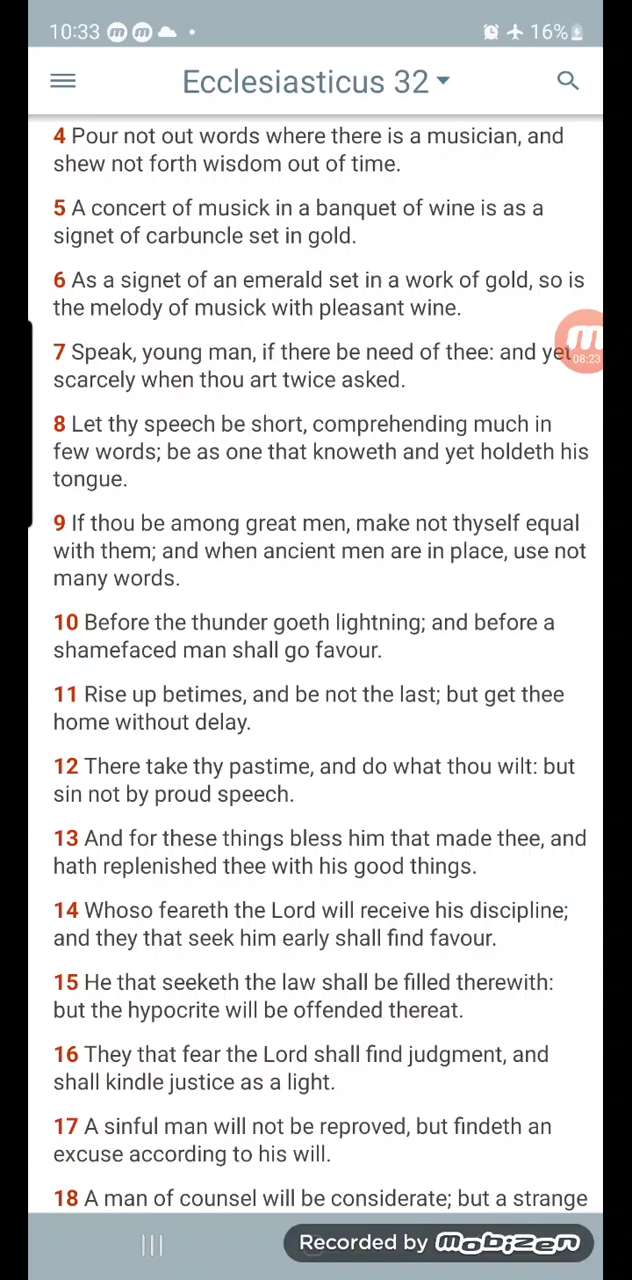 10:33
16%
Ecclesiasticus 32
4 Pour not out words where there is a musician, and
shew not forth wisdom out of time.
5 A concert of musick in a banquet of wine is as a
signet of carbuncle set in gold.
6 As a signet of an emerald set in a work of gold, so is
the melody of musick with pleasant wine.
7 Speak, young man, if there be need of thee: and yet
scarcely when thou art twice asked.
08:23
8 Let thy speech be short, comprehending much in
few words; be as one that knoweth and yet holdeth his
tongue.
9 If thou be among great men, make not thyself equal
with them; and when ancient men are in place, use not
many words.
10 Before the thunder goeth lightning; and before a
shamefaced man shall go favour.
11 Rise up betimes, and be not the last; but get thee
home without delay.
12 There take thy pastime, and do what thou wilt: but
sin not by proud speech.
13 And for these things bless him that made thee, and
hath replenished thee with his good things.
14 Whoso feareth the Lord will receive his discipline;
and they that seek him early shall find favour.
15 He that seeketh the law shall be filled therewith:
but the hypocrite will be offended thereat.
16 They that fear the Lord shall find judgment, and
shall kindle justice as a light.
17 A sinful man will not be reproved, but findeth an
excuse according to his will.
18 A man of counsel will be considerate; but a strange
Recorded by mobizen